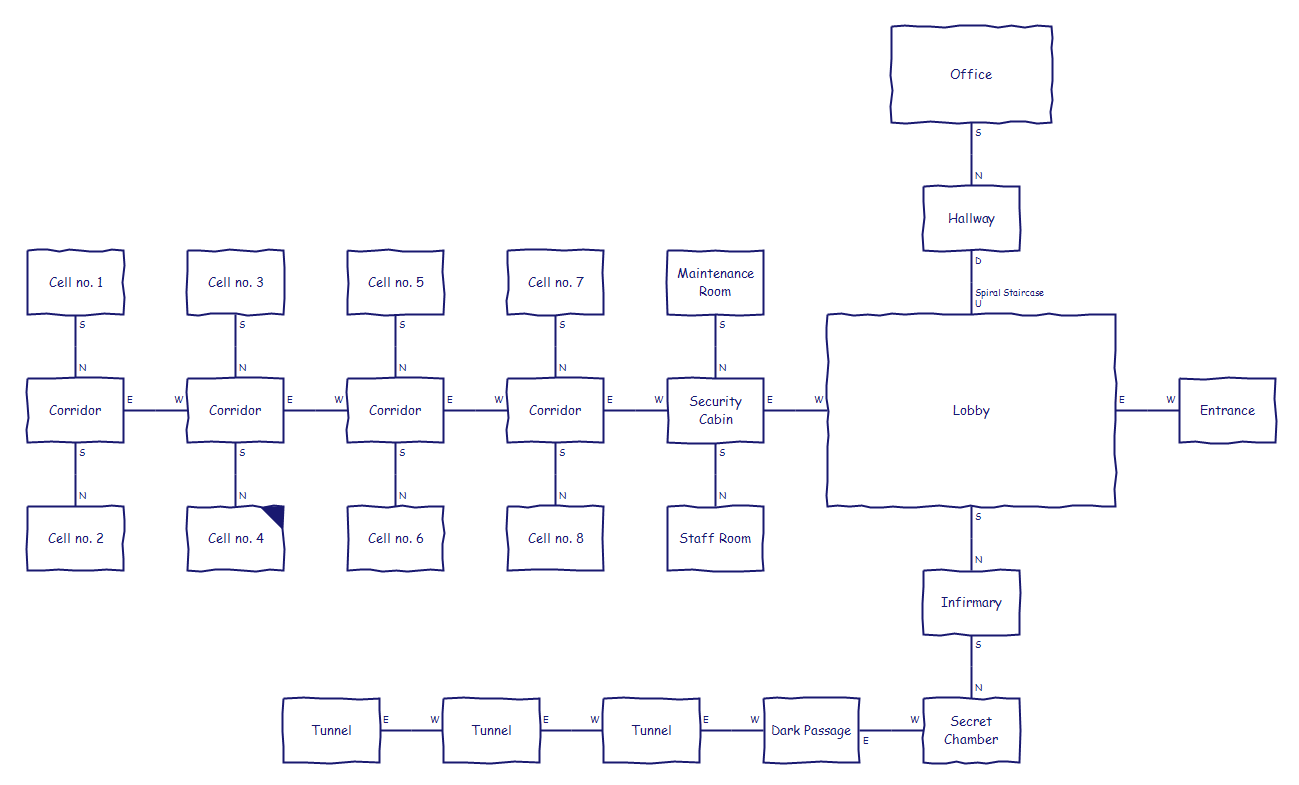 Office
S
N
Hallway
D
Spiral Staircase
U
Cell no. 1
Cell no. 3
Cell no. 5
Cell no. 7
Maintenance
Room
S
S
S
S
S
N
N
N
N
N
Corridor
E
W
Corridor
E
W
Corridor
E
W
Corridor
E
W
Security
Cabin
E
W
Lobby
E
W
Entrance
S
S
S
S
S
N
N
N
N
N
Cell no. 2
Cell no. 4
Cell no. 6
Cell no. 8
Staff Room
S
N
Infirmary
S
N
Tunnel
E
W
Tunnel
E
W
Tunnel
E
W
Dark Passage
E
W
Secret
Chamber